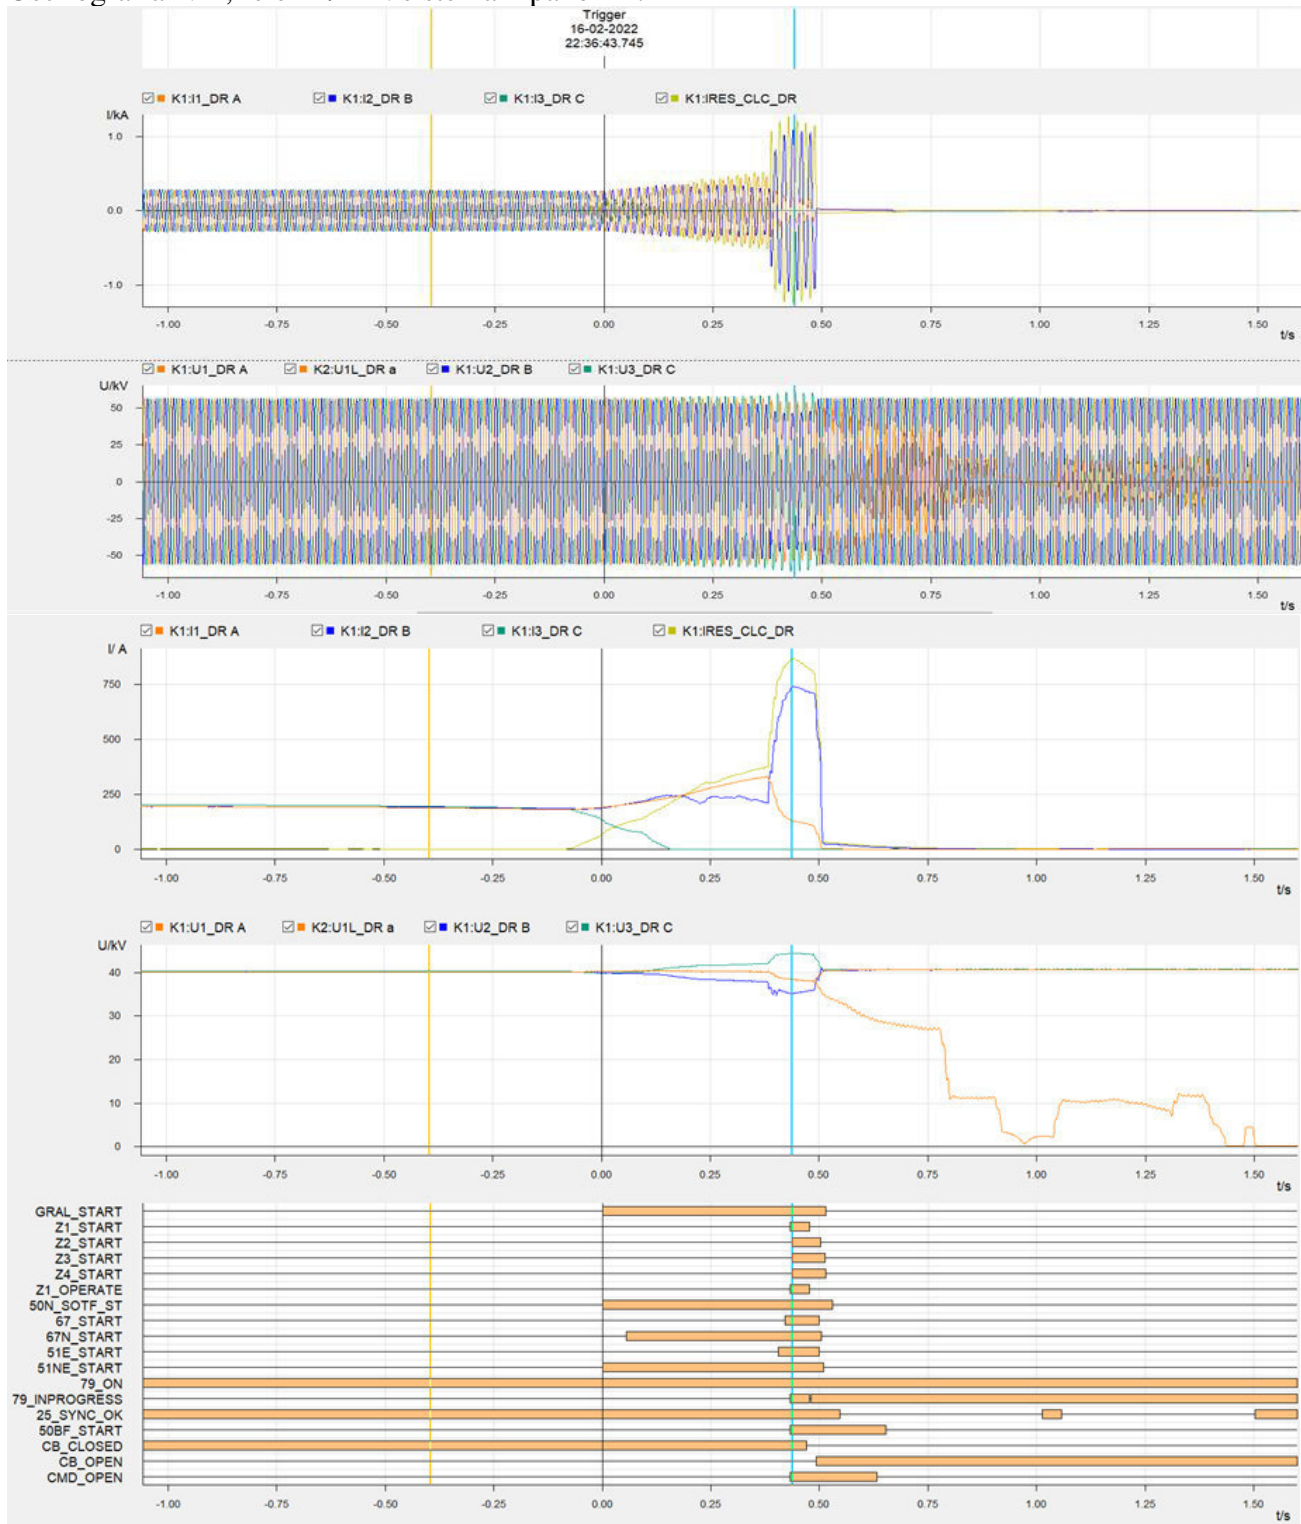 Trigger
16-02-2022
22:36:43.745
K1:I1_DR A K1:I2_DR B K1:I3_DR C K1:IRES_CLC_DR
I/kA
1.0
0.0
-1.0
-1.00 -0.75 -0.50 -0.25 0.00 0.25 0.50 0.75 1.00 1.25 1.50
t/s
K1:U1_DR A K2:U1L_DR a K1:U2_DR B K1:U3_DR C
U/kV
50
25
0
-25
-50
-1.00 -0.75 -0.50 -0.25 0.00 0.25 0.50 0.75 1.00 1.25 1.50
t/s
K1:I1_DR A K1:I2_DR B K1:I3_DR C K1:IRES_CLC_DR
I/ A
750
500
250
0
-1.00 -0.75 -0.50 -0.25 0.00 0.25 0.50 0.75 1.00 1.25 1.50
t/s
K1:U1_DR A K2:U1L_DR a K1:U2_DR B K1:U3_DR C
U/kV
40
30
20
10
0
-1.00 -0.75 -0.50 -0.25 0.00 0.25 0.50 0.75 1.00 1.25 1.50
t/s
GRAL_START
Z1_START
Z2_START
Z3_START
Z4_START
Z1_OPERATE
50N_SOTF_ST
67_START
67N_START
51E_START
51NE_START
79_ON
79_INPROGRESS
25_SYNC_OK
50BF_START
CB_CLOSED
CB_OPEN
CMD_OPEN
-1.00 -0.75 -0.50 -0.25 0.00 0.25 0.50 0.75 1.00 1.25 1.50
t/s